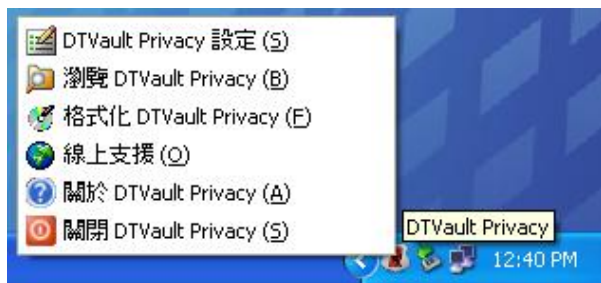 DTVault Privacy 設定 (S)
瀏覽 DTVault Privacy (B)
格式化 DTVault Privacy (F)
線上支援 (O)
關於 DTVault Privacy (A)
關閉 DTVault Privacy (S)
DTVault Privacy
12:40 PM